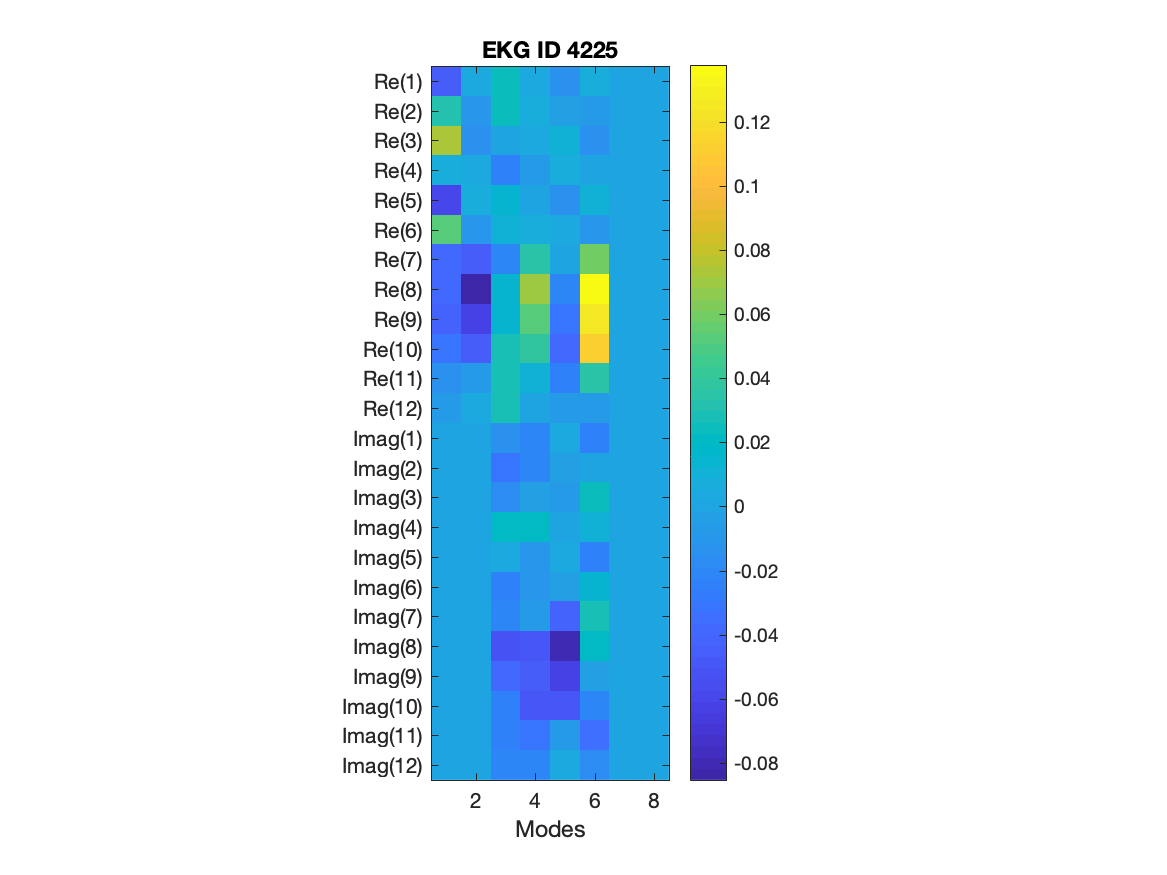 EKG ID 4225
Re(1)
Re(2)
Re(3)
Re(4)
Re(5)
Re(6)
Re(7)
Re(8)
Re(9)
Re(10)
Re(11)
Re(12)
Imag(1)
Imag(2)
Imag(3)
Imag(4)
Imag(5)
Imag(6)
Imag(7)
Imag(8)
Imag(9)
Imag(10)
Imag(11)
Imag(12)
2 4 6 8
Modes
0.12
0.1
0.08
0.06
0.04
0.02
0
-0.02
-0.04
-0.06
-0.08